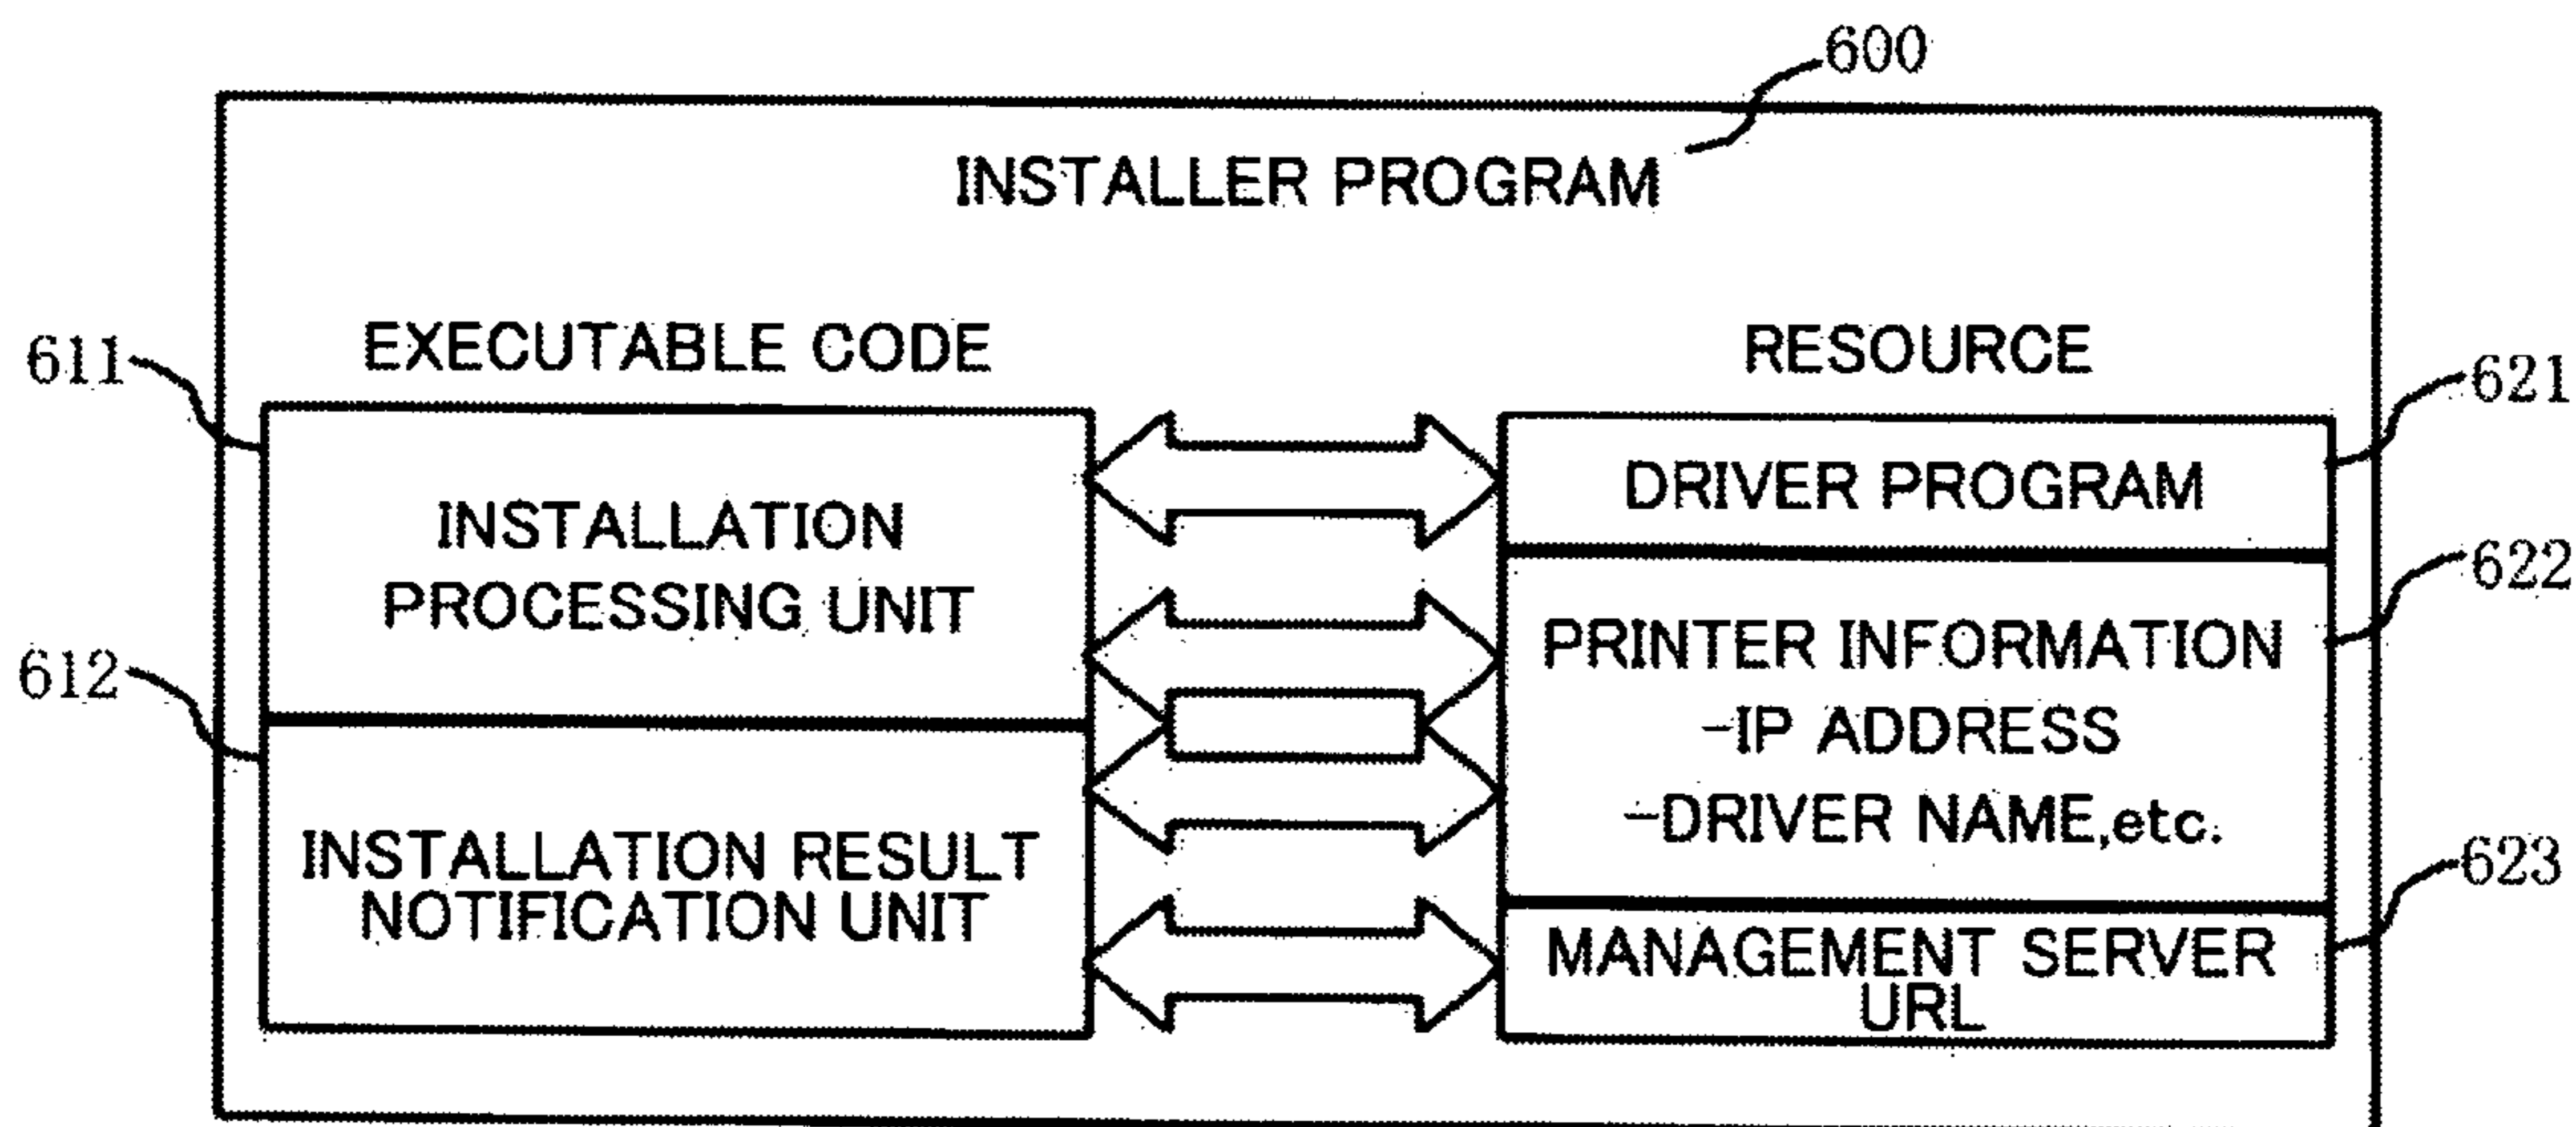 600
INSTALLER PROGRAM
EXECUTABLE CODE
RESOURCE
611
INSTALLATION
PROCESSING UNIT
612
INSTALLATION RESULT
NOTIFICATION UNIT
621
DRIVER PROGRAM
622
PRINTER INFORMATION
-IP ADDRESS
-DRIVER NAME,etc.
623
MANAGEMENT SERVER
URL